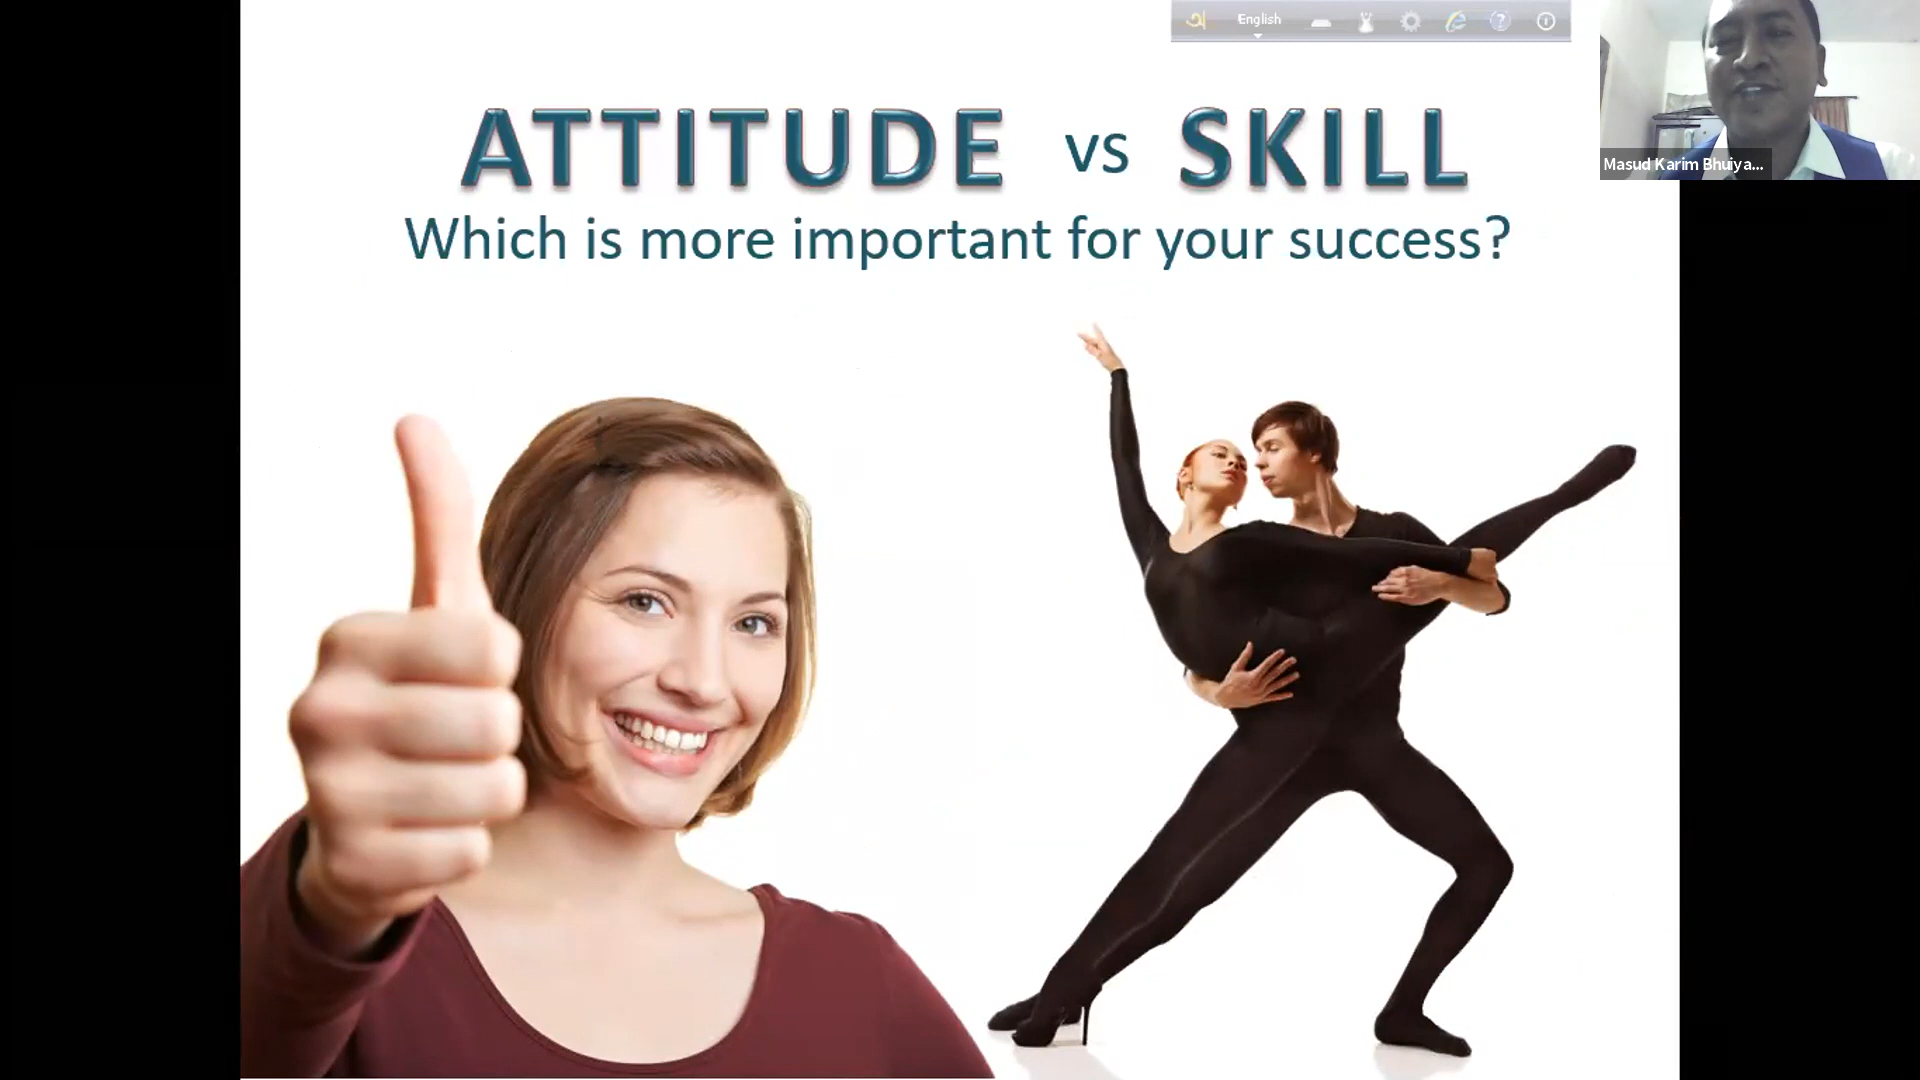 অ English
ATTITUDE vs SKILL
Which is more important for your success?
Masud Karim Bhuiya...